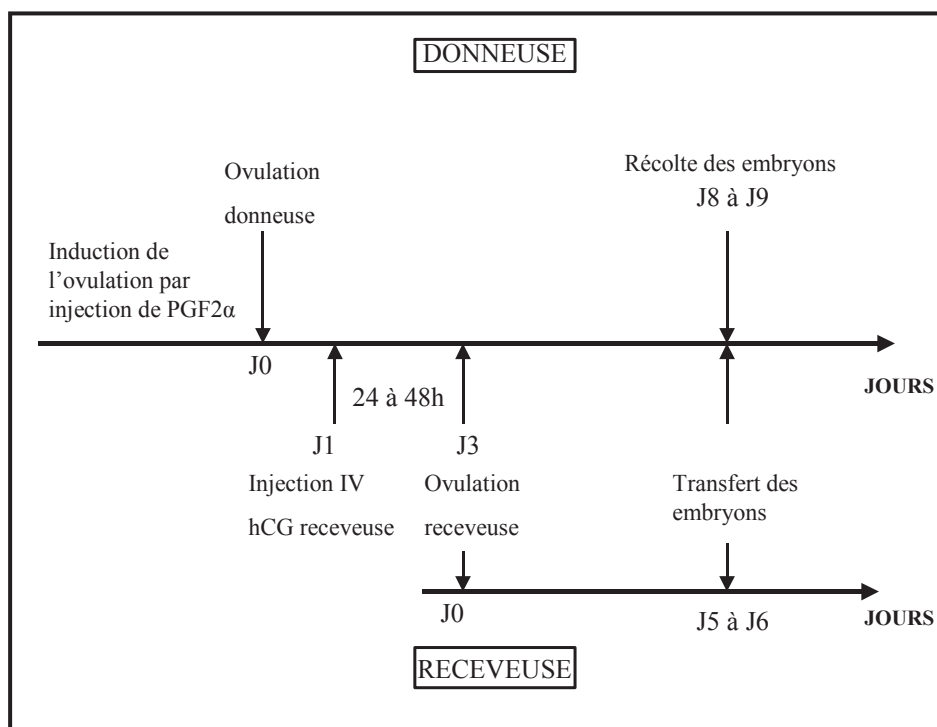 DONNEUSE
Ovulation
donneuse
Récolte des embryons
J8 à J9
Induction de
l’ovulation par
injection de PGF2α
J0
JOURS
24 à 48h
J1
J3
Injection IV
hCG receveuse
Ovulation
receveuse
Transfert des
embryons
J0
J5 à J6
JOURS
RECEVEUSE